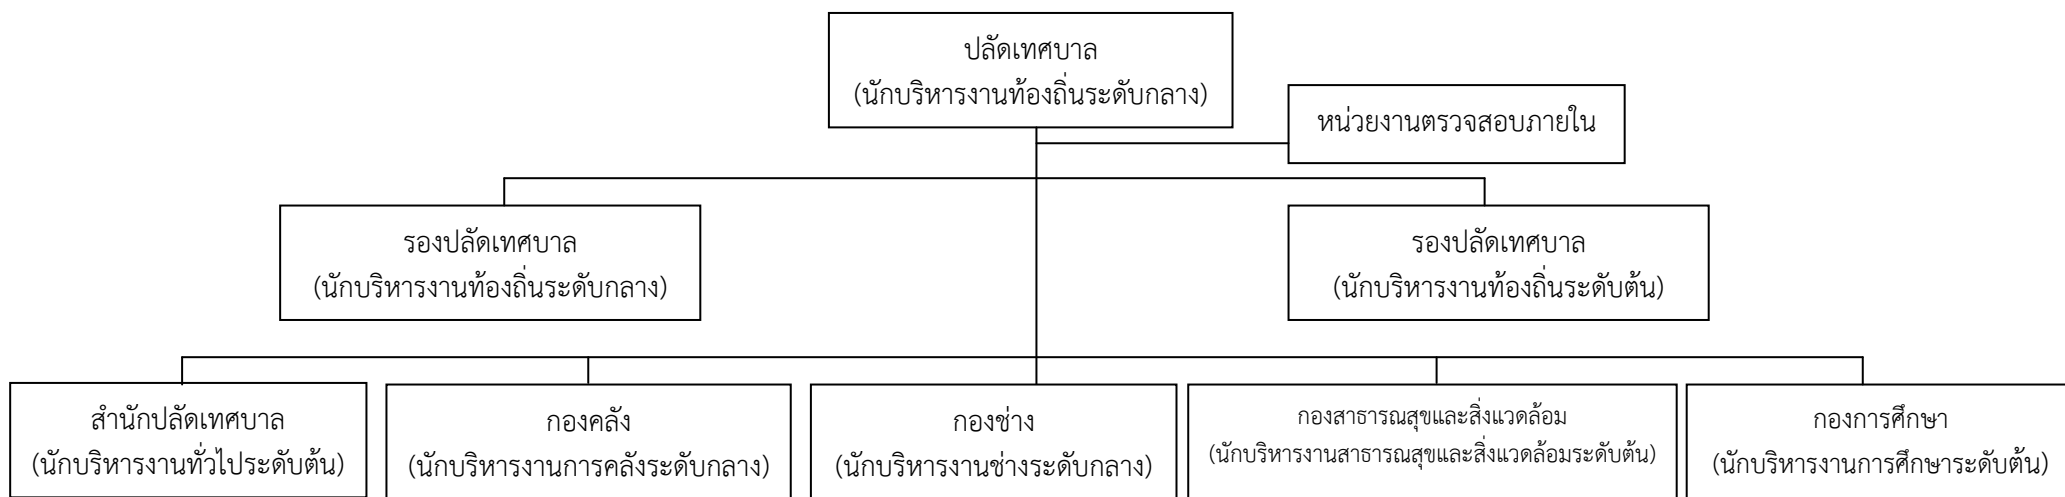 ปลัดเทศบาล
(นักบริหารงานท้องถิ่นระดับกลาง)
หน่วยงานตรวจสอบภายใน
รองปลัดเทศบาล
(นักบริหารงานท้องถิ่นระดับกลาง)
รองปลัดเทศบาล
(นักบริหารงานท้องถิ่นระดับต้น)
สำนักปลัดเทศบาล
(นักบริหารงานทั่วไประดับต้น)
กองคลัง
(นักบริหารงานการคลังระดับกลาง)
กองช่าง
(นักบริหารงานช่างระดับกลาง)
กองสาธารณสุขและสิ่งแวดล้อม
(นักบริหารงานสาธารณสุขและสิ่งแวดล้อมระดับต้น)
กองการศึกษา
(นักบริหารงานการศึกษาระดับต้น)